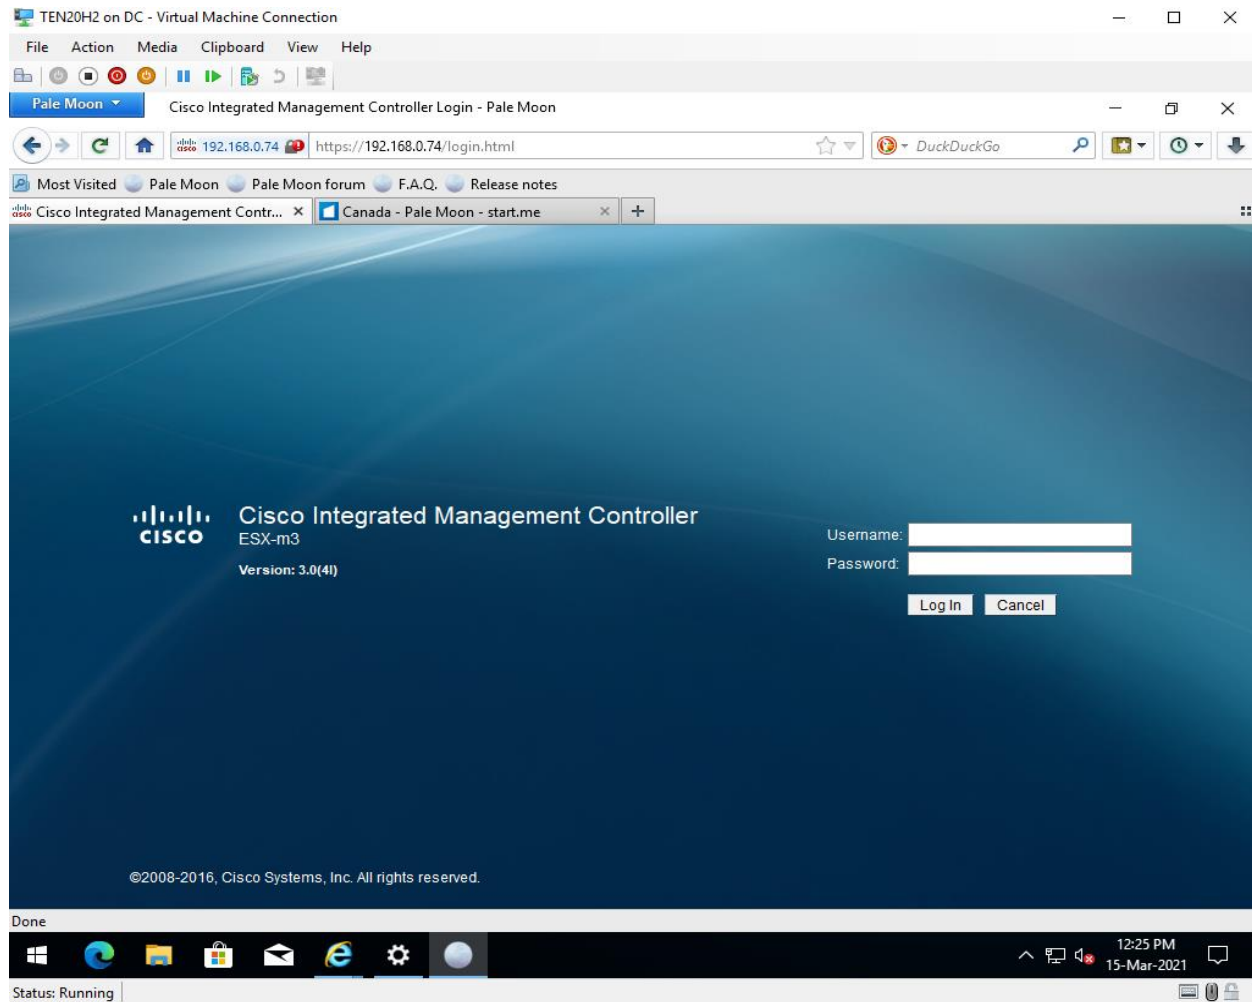 TEN20H2 on DC - Virtual Machine Connection
File Action Media Clipboard View Help
Pale Moon Cisco Integrated Management Controller Login - Pale Moon
192.168.0.74 https://192.168.0.74/login.html DuckDuckGo
Most Visited Pale Moon Pale Moon forum F.A.Q. Release notes
Cisco Integrated Management Contr... Canada - Pale Moon - start.me
CISCO
Cisco Integrated Management Controller
ESX-m3
Version: 3.0(4l)
Username:
Password:
Log In Cancel
©2008-2016, Cisco Systems, Inc. All rights reserved.
Done
12:25 PM
15-Mar-2021
Status: Running